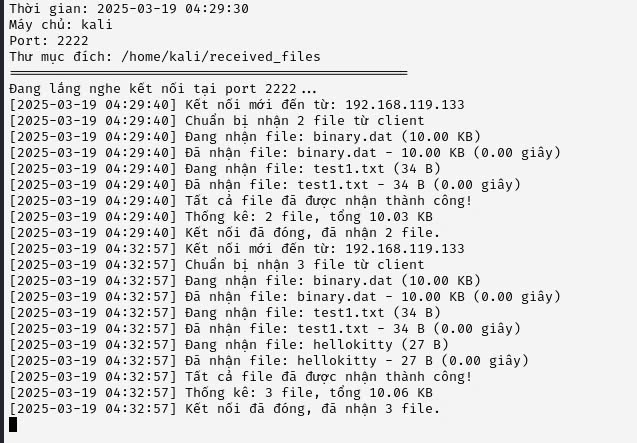 Thời gian: 2025-03-19 04:29:30
Máy chủ: kali
Port: 2222
Thư mục đích: /home/kali/received_files
==================================================
Đang lắng nghe kết nối tại port 2222...
[2025-03-19 04:29:40] Kết nối mới đến từ: 192.168.119.133
[2025-03-19 04:29:40] Chuẩn bị nhận 2 file từ client
[2025-03-19 04:29:40] Đang nhận file: binary.dat (10.00 KB)
[2025-03-19 04:29:40] Đã nhận file: binary.dat - 10.00 KB (0.00 giây)
[2025-03-19 04:29:40] Đang nhận file: test1.txt (34 B)
[2025-03-19 04:29:40] Đã nhận file: test1.txt - 34 B (0.00 giây)
[2025-03-19 04:29:40] Tất cả file đã được nhận thành công!
[2025-03-19 04:29:40] Thống kê: 2 file, tổng 10.03 KB
[2025-03-19 04:29:40] Kết nối đã đóng, đã nhận 2 file.
[2025-03-19 04:32:57] Kết nối mới đến từ: 192.168.119.133
[2025-03-19 04:32:57] Chuẩn bị nhận 3 file từ client
[2025-03-19 04:32:57] Đang nhận file: binary.dat (10.00 KB)
[2025-03-19 04:32:57] Đã nhận file: binary.dat - 10.00 KB (0.00 giây)
[2025-03-19 04:32:57] Đang nhận file: test1.txt (34 B)
[2025-03-19 04:32:57] Đã nhận file: test1.txt - 34 B (0.00 giây)
[2025-03-19 04:32:57] Đang nhận file: hellokitty (27 B)
[2025-03-19 04:32:57] Đã nhận file: hellokitty - 27 B (0.00 giây)
[2025-03-19 04:32:57] Tất cả file đã được nhận thành công!
[2025-03-19 04:32:57] Thống kê: 3 file, tổng 10.06 KB
[2025-03-19 04:32:57] Kết nối đã đóng, đã nhận 3 file.